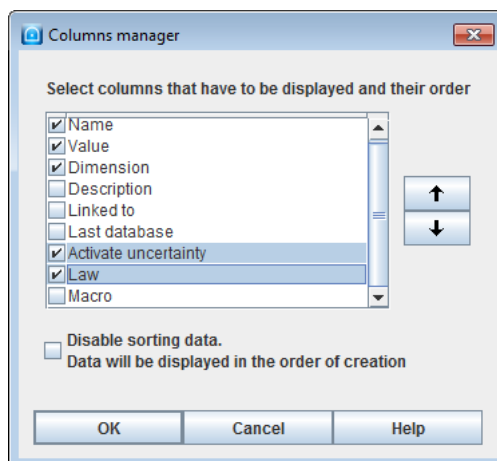 Columns manager
Select columns that have to be displayed and their order
Name
Value
Dimension
Description
Linked to
Last database
Activate uncertainty
Law
Macro
Disable sorting data.
Data will be displayed in the order of creation
OK
Cancel
Help